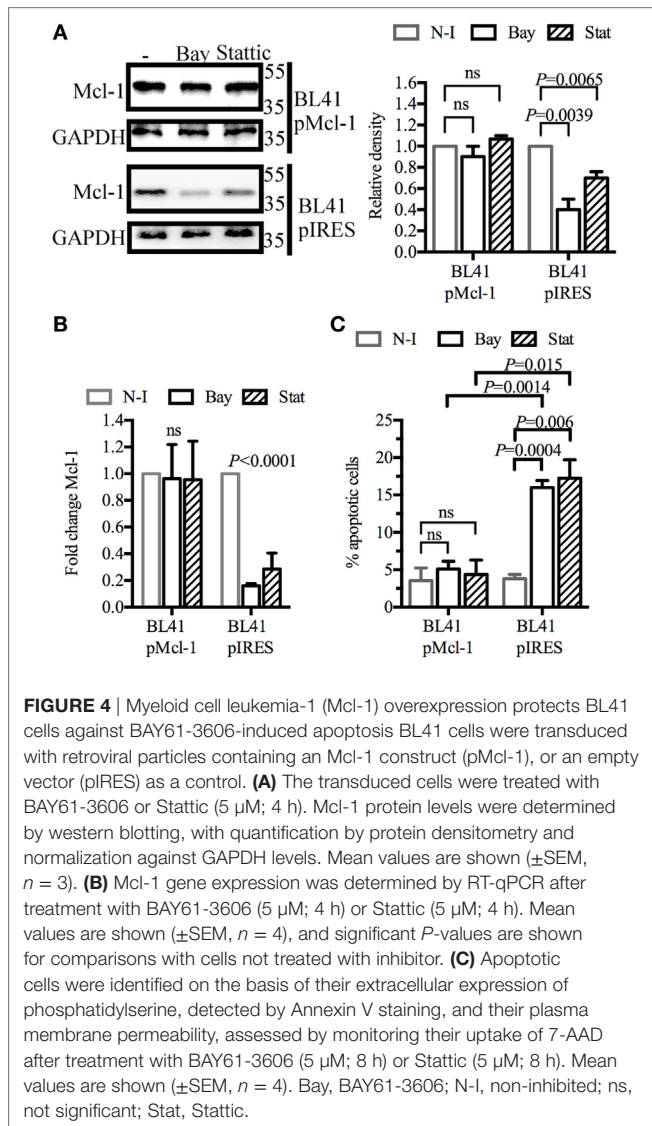 A
- Bay Stattic
Mcl-1
55
35
GAPDH
35
BL41
pMcl-1
Mcl-1
55
35
GAPDH
35
BL41
pIRES
N-I Bay Stat
Relative density
1.6
1.4
1.2
1.0
0.8
0.6
0.4
0.2
0.0
ns
ns
P=0.0065
P=0.0039
BL41
pMcl-1
BL41
pIRES
B
N-I Bay Stat
Fold change Mcl-1
1.4
1.2
1.0
0.8
0.6
0.4
0.2
0.0
ns
P<0.0001
BL41
pMcl-1
BL41
pIRES
C
N-I Bay Stat
P=0.015
P=0.0014
P=0.006
P=0.0004
% apoptotic cells
25
20
15
10
5
0
ns
ns
BL41
pMcl-1
BL41
pIRES
FIGURE 4 | Myeloid cell leukemia-1 (Mcl-1) overexpression protects BL41
cells against BAY61-3606-induced apoptosis BL41 cells were transduced
with retroviral particles containing an Mcl-1 construct (pMcl-1), or an empty
vector (pIRES) as a control. (A) The transduced cells were treated with
BAY61-3606 or Stattic (5 μM; 4 h). Mcl-1 protein levels were determined
by western blotting, with quantification by protein densitometry and
normalization against GAPDH levels. Mean values are shown (±SEM,
n = 3). (B) Mcl-1 gene expression was determined by RT-qPCR after
treatment with BAY61-3606 (5 μM; 4 h) or Stattic (5 μM; 4 h). Mean
values are shown (±SEM, n = 4), and significant P-values are shown
for comparisons with cells not treated with inhibitor. (C) Apoptotic
cells were identified on the basis of their extracellular expression of
phosphatidylserine, detected by Annexin V staining, and their plasma
membrane permeability, assessed by monitoring their uptake of 7-AAD
after treatment with BAY61-3606 (5 μM; 8 h) or Stattic (5 μM; 8 h). Mean
values are shown (±SEM, n = 4). Bay, BAY61-3606; N-I, non-inhibited; ns,
not significant; Stat, Stattic.